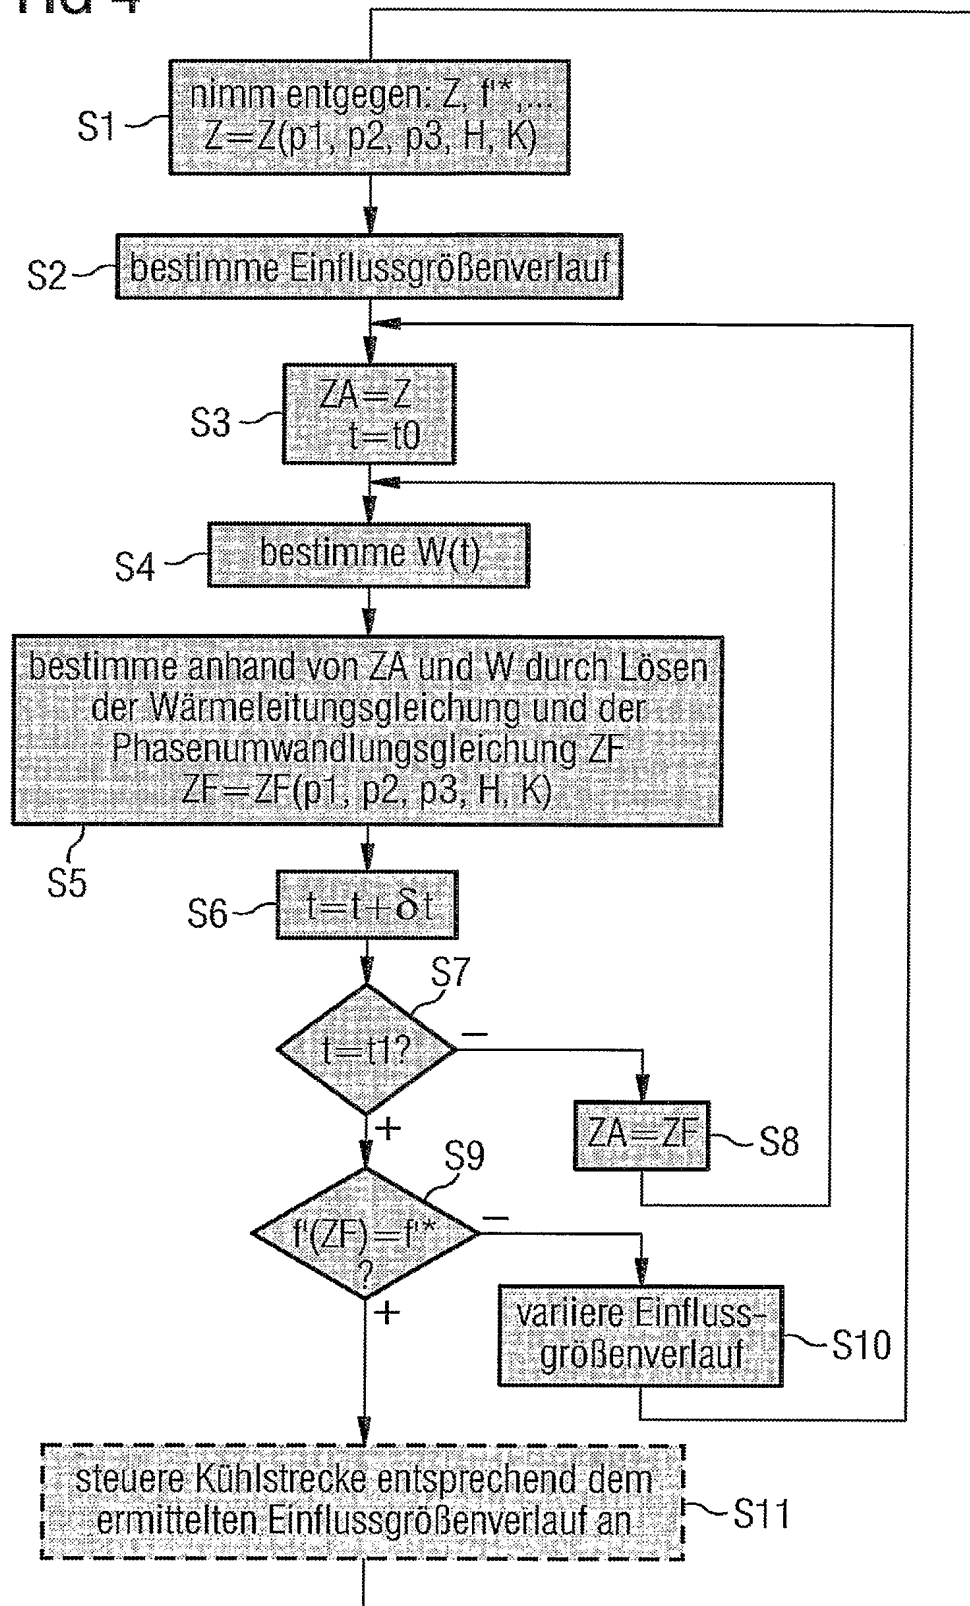 FIG 4
nimm entgegen: Z, f'*,...
Z=Z(p1, p2, p3, H, K)
S1
bestimme Einflussgrößenverlauf
S2
ZA=Z
t=t0
S3
bestimme W(t)
S4
bestimme anhand von ZA und W durch Lösen
der Wärmeleitungsgleichung und der
Phasenumwandlungsgleichung ZF
ZF=ZF(p1, p2, p3, H, K)
S5
t=t+δt
S6
S7
t=t1?
−
+
ZA=ZF
S8
S9
f'(ZF)=f'*
?
−
+
variiere Einfluss-
größenverlauf
S10
steuere Kühlstrecke entsprechend dem
ermittelten Einflussgrößenverlauf an
S11